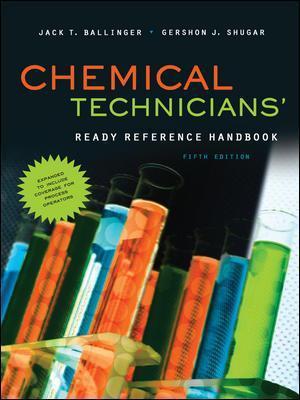 JACK T. BALLINGER • GERSHON J. SHUGAR
CHEMICAL
TECHNICIANS'
READY REFERENCE HANDBOOK
FIFTH EDITION
EXPANDED
TO INCLUDE
COVERAGE FOR
PROCESS
OPERATORS